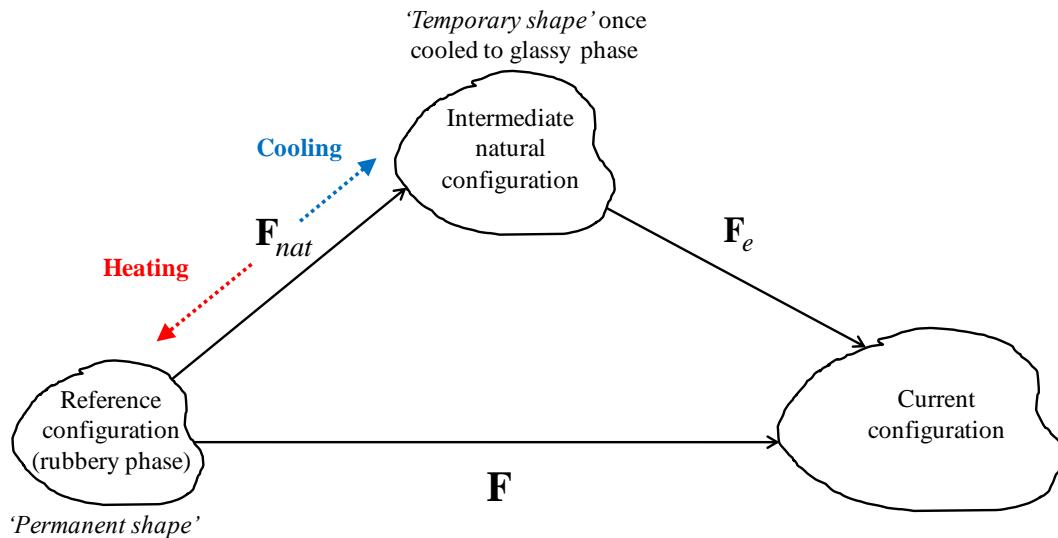 ‘Temporary shape’ once
cooled to glassy phase
Intermediate
natural
configuration
Cooling
F_nat
Heating
F_e
Reference
configuration
(rubbery phase)
Current
configuration
F
‘Permanent shape’